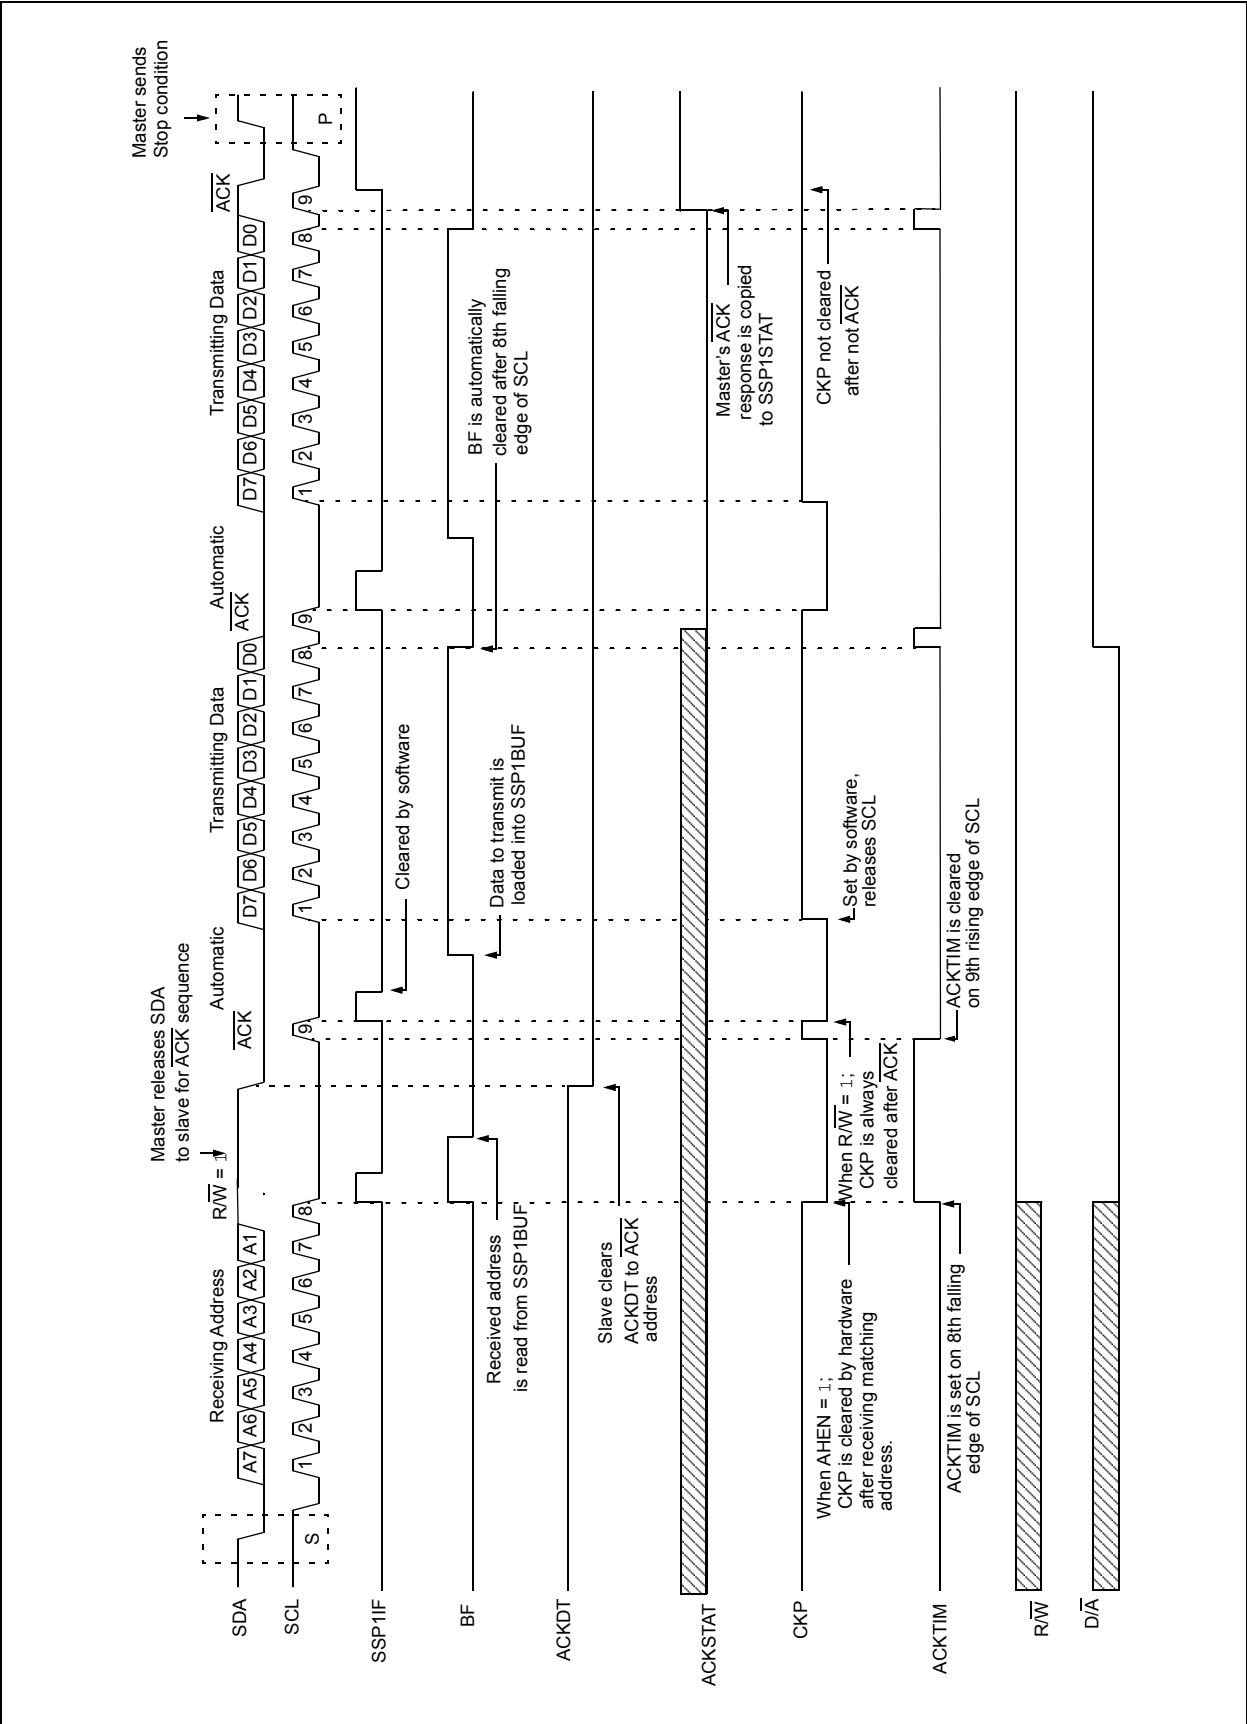 Master releases SDA
to slave for ACK sequence
Master sends
Stop condition
Receiving Address
R/W = 1
Automatic
Transmitting Data
Automatic
Transmitting Data
ACK
ACK
ACK
SDA
A7 A6 A5 A4 A3 A2 A1
D7 D6 D5 D4 D3 D2 D1 D0
D7 D6 D5 D4 D3 D2 D1 D0
SCL
S
1 2 3 4 5 6 7 8 9
1 2 3 4 5 6 7 8 9
1 2 3 4 5 6 7 8 9
P
SSP1IF
Cleared by software
BF
Received address
is read from SSP1BUF
Data to transmit is
loaded into SSP1BUF
BF is automatically
cleared after 8th falling
edge of SCL
ACKDT
Slave clears
ACKDT to ACK
address
ACKSTAT
Master's ACK
response is copied
to SSP1STAT
CKP
When AHEN = 1;
CKP is cleared by hardware
after receiving matching
address.
When R/W = 1;
CKP is always
cleared after ACK
Set by software,
releases SCL
CKP not cleared
after not ACK
ACKTIM
ACKTIM is set on 8th falling
edge of SCL
ACKTIM is cleared
on 9th rising edge of SCL
R/W
D/A